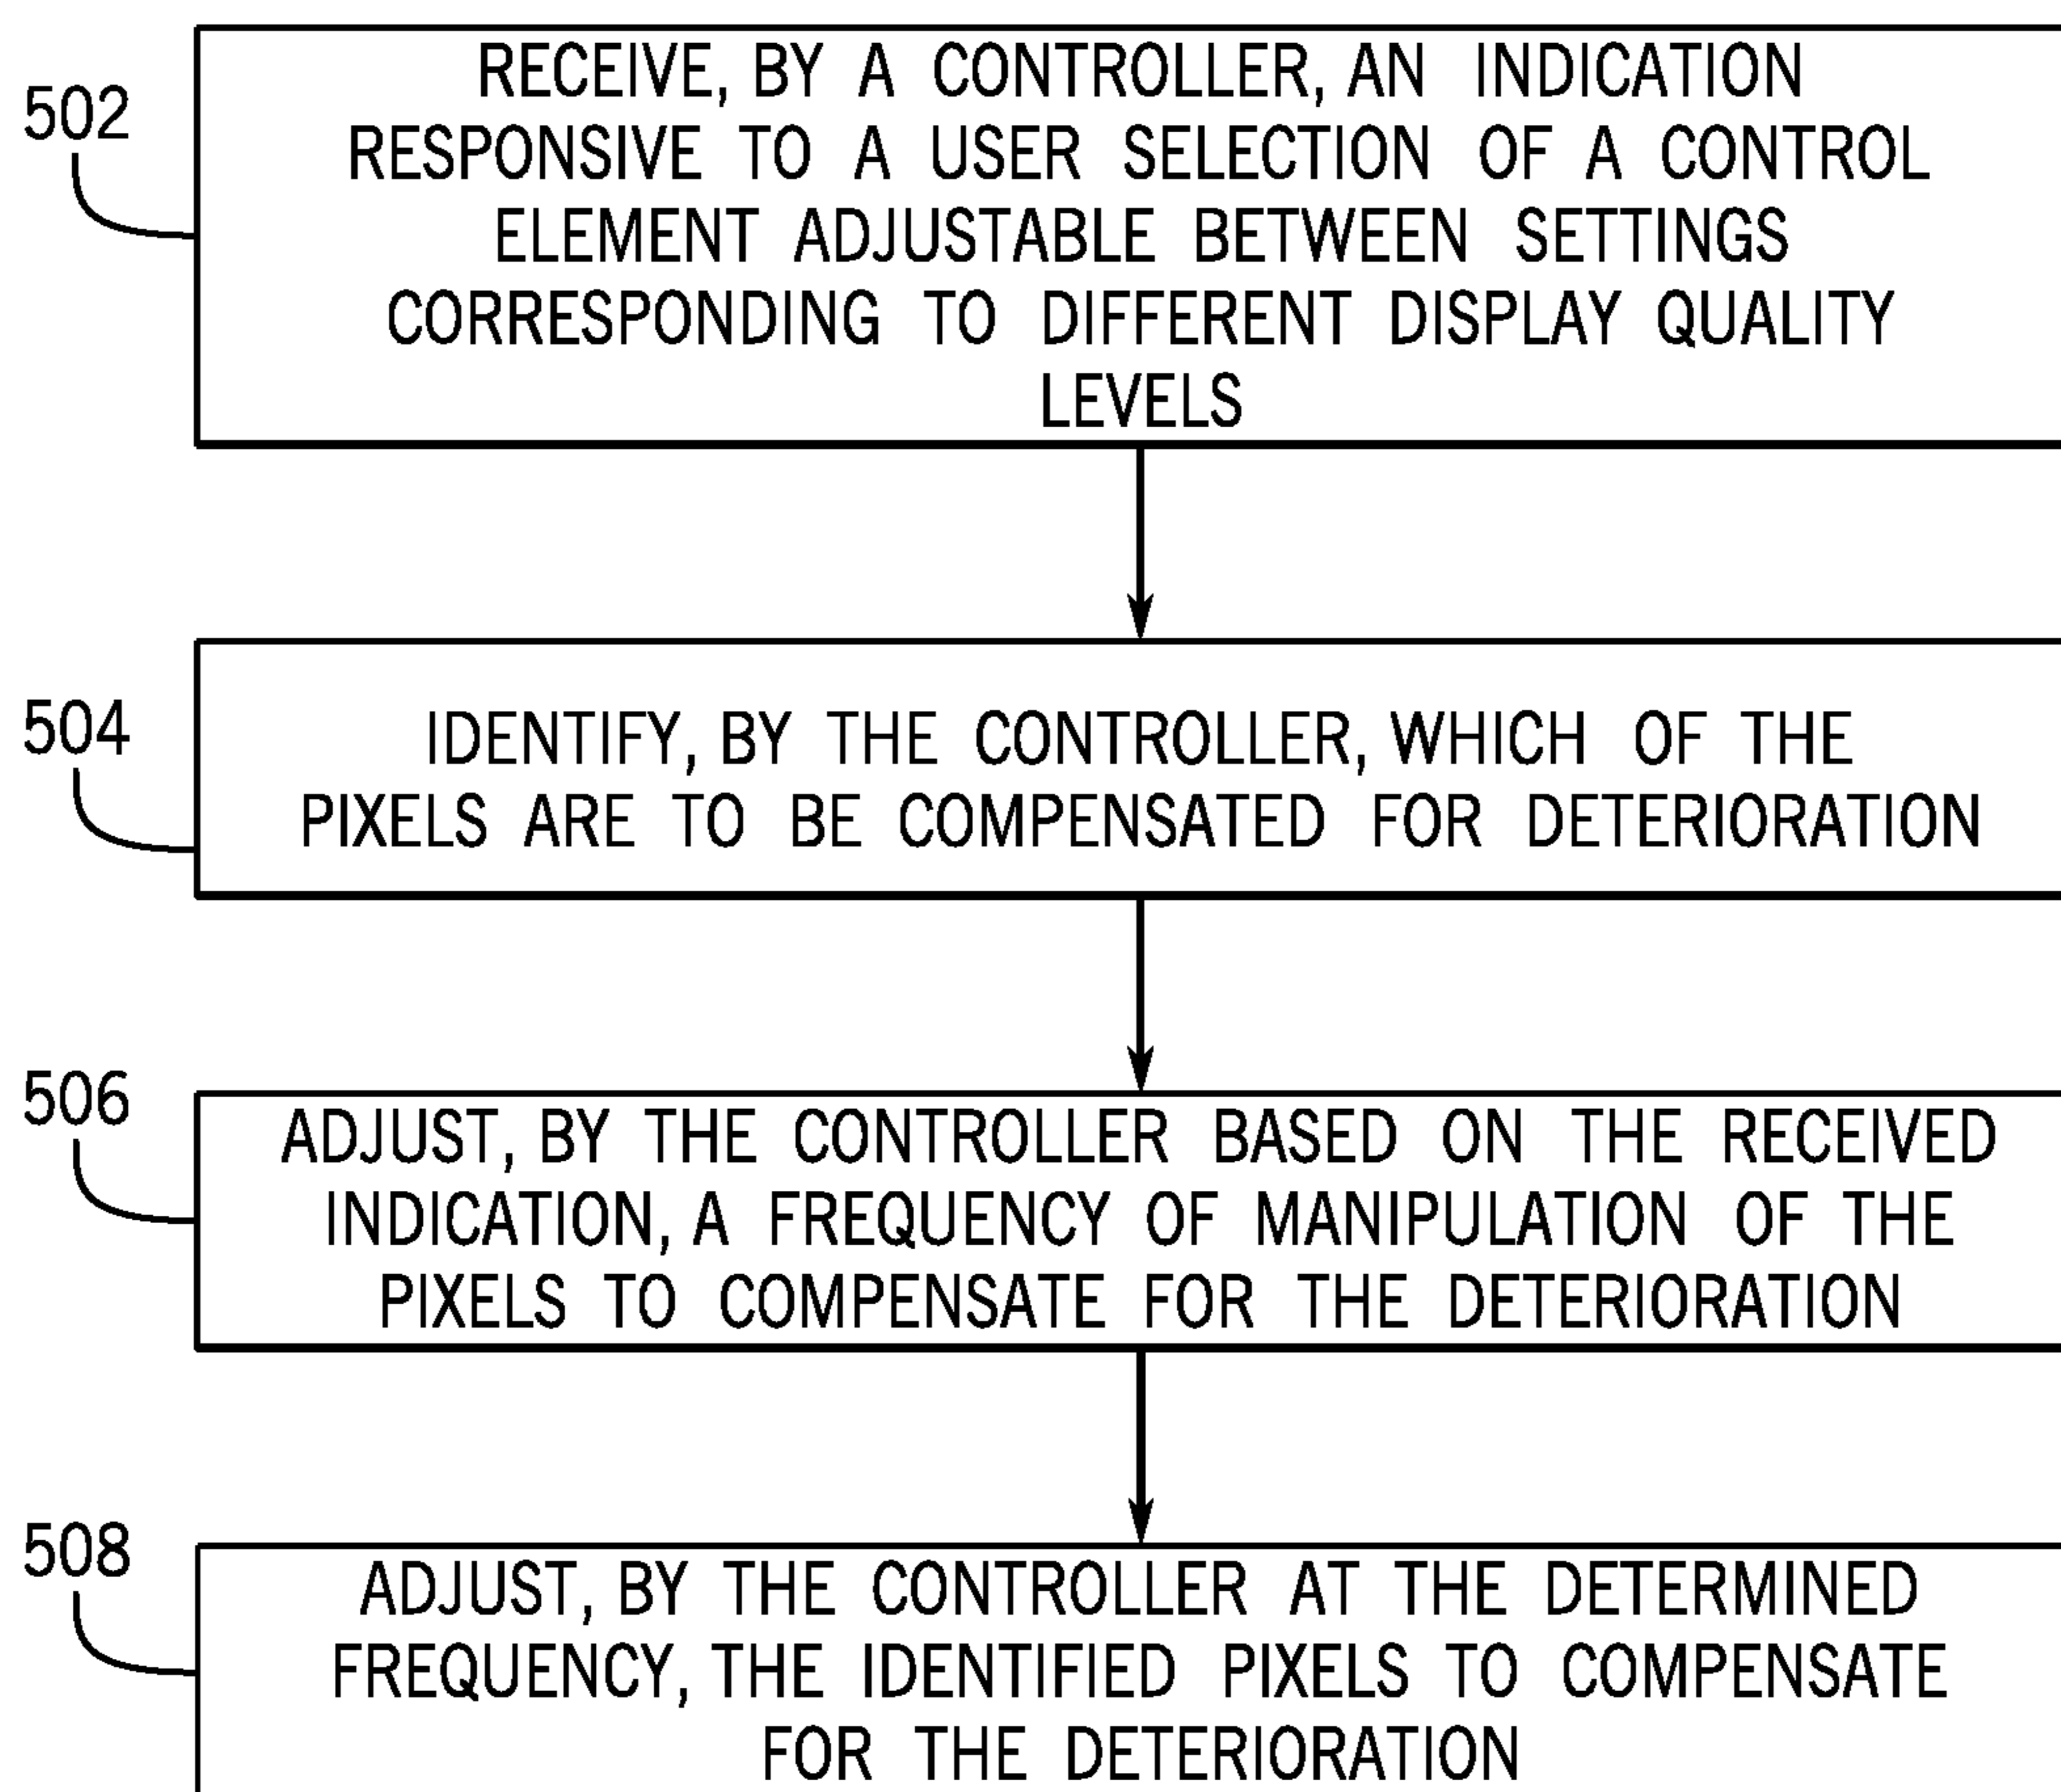 502
RECEIVE, BY A CONTROLLER, AN INDICATION
RESPONSIVE TO A USER SELECTION OF A CONTROL
ELEMENT ADJUSTABLE BETWEEN SETTINGS
CORRESPONDING TO DIFFERENT DISPLAY QUALITY
LEVELS
504
IDENTIFY, BY THE CONTROLLER, WHICH OF THE
PIXELS ARE TO BE COMPENSATED FOR DETERIORATION
506
ADJUST, BY THE CONTROLLER BASED ON THE RECEIVED
INDICATION, A FREQUENCY OF MANIPULATION OF THE
PIXELS TO COMPENSATE FOR THE DETERIORATION
508
ADJUST, BY THE CONTROLLER AT THE DETERMINED
FREQUENCY, THE IDENTIFIED PIXELS TO COMPENSATE
FOR THE DETERIORATION